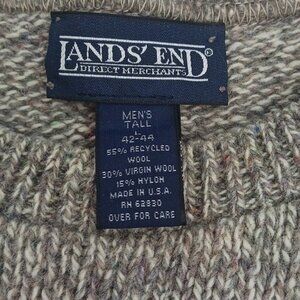 LANDS' END®
DIRECT MERCHANTS
MEN'S
TALL
L
42-44
55% RECYCLED
WOOL
30% VIRGIN WOOL
15% NYLON
MADE IN U.S.A.
RN 62830
OVER FOR CARE